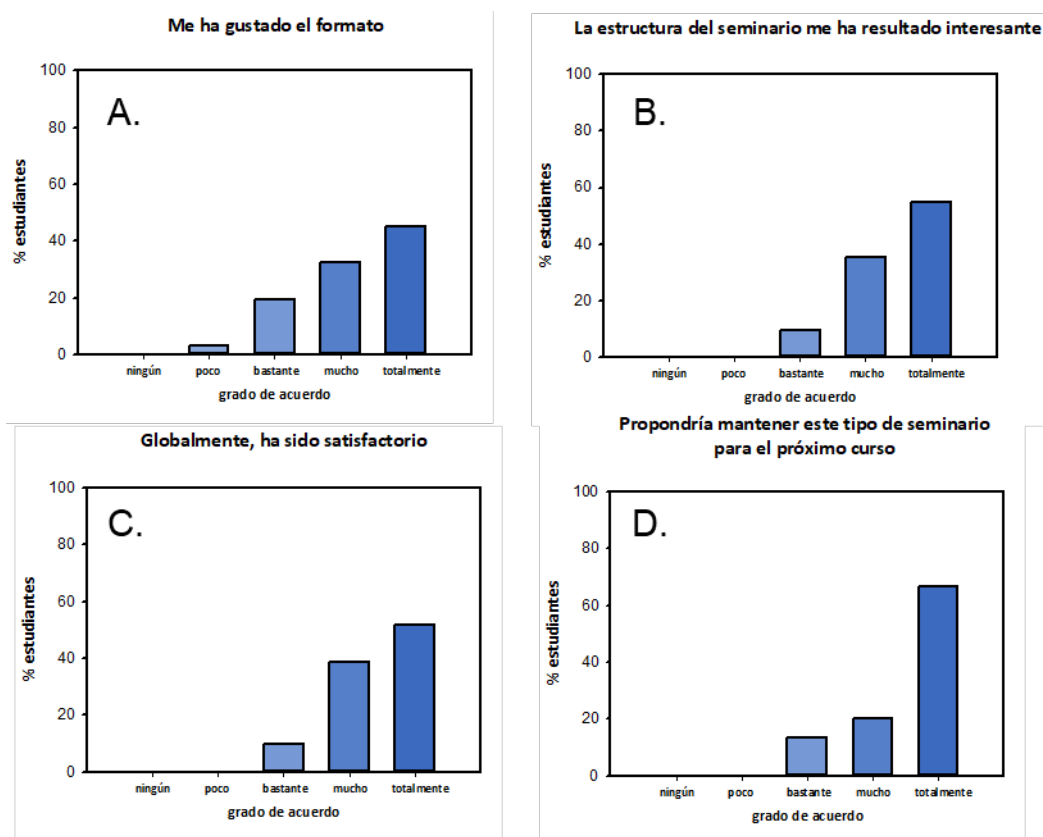 Me ha gustado el formato
100
80
60
40
20
0
% estudiantes
A.
ningún poco bastante mucho totalmente
grado de acuerdo
La estructura del seminario me ha resultado interesante
100
80
60
40
20
0
% estudiantes
B.
ningún poco bastante mucho totalmente
grado de acuerdo
Globalmente, ha sido satisfactorio
100
80
60
40
20
0
% estudiantes
C.
ningún poco bastante mucho totalmente
grado de acuerdo
Propondría mantener este tipo de seminario
para el próximo curso
100
80
60
40
20
0
% estudiantes
D.
ningún poco bastante mucho totalmente
grado de acuerdo